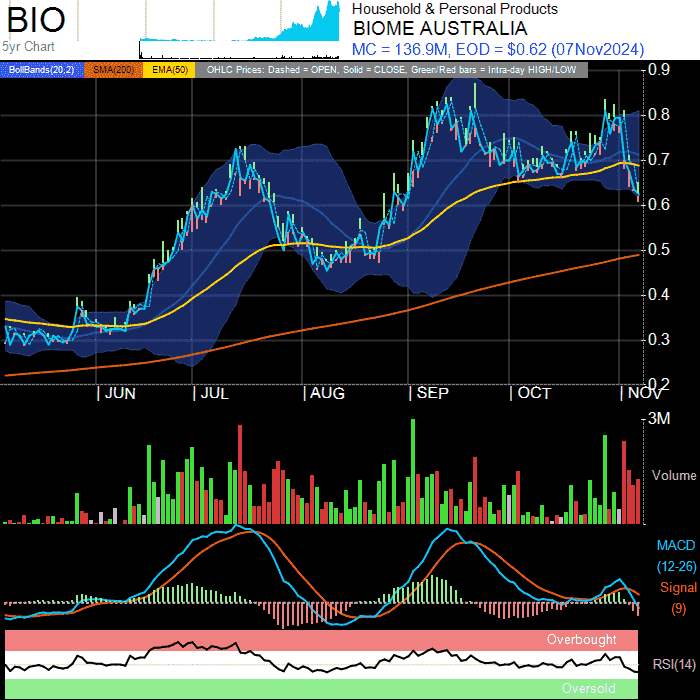 BIO
5yr Chart
Household & Personal Products
BIOME AUSTRALIA
MC = 136.9M, EOD = $0.62 (07Nov2024)
BollBands(20,2) SMA(200) EMA(50) OHLC Prices: Dashed = OPEN, Solid = CLOSE, Green/Red bars = Intra-day HIGH/LOW
0.9
0.8
0.7
0.6
0.5
0.4
0.3
0.2
JUN JUL AUG SEP OCT NOV
3M
Volume
MACD
(12-26)
Signal
(9)
Overbought
RSI(14)
Oversold